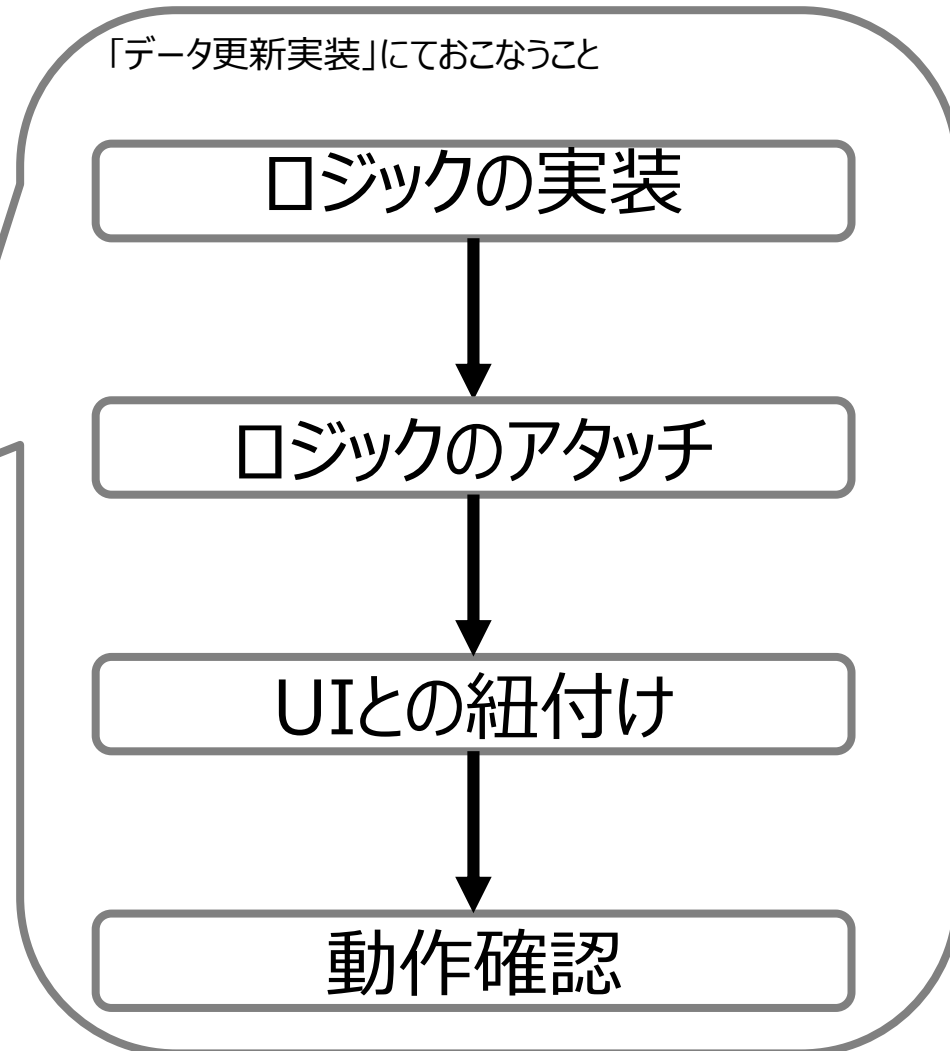 「データ更新実装」にておこなうこと
ロジックの実装
ロジックのアタッチ
UIとの紐付け
動作確認